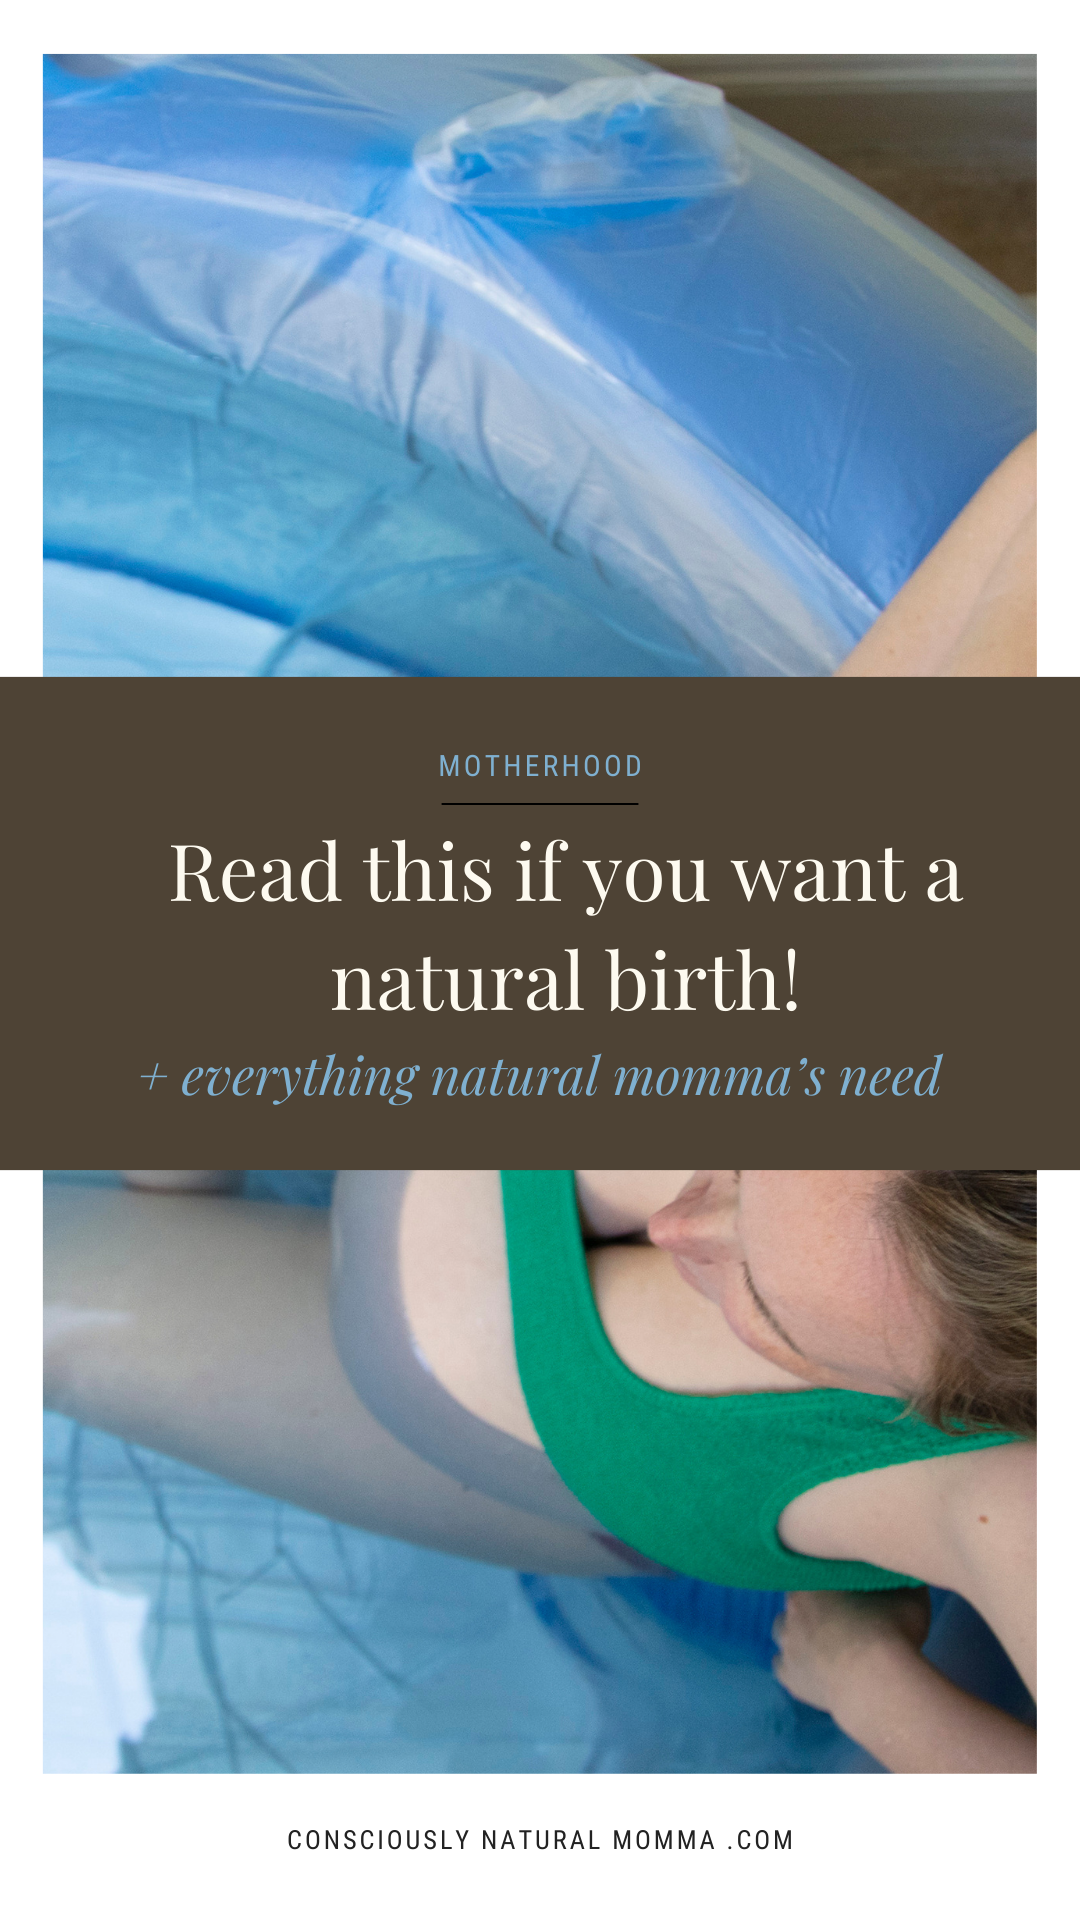 MOTHERHOOD
Read this if you want a
natural birth!
+ everything natural momma’s need
CONSCIOUSLY NATURAL MOMMA .COM